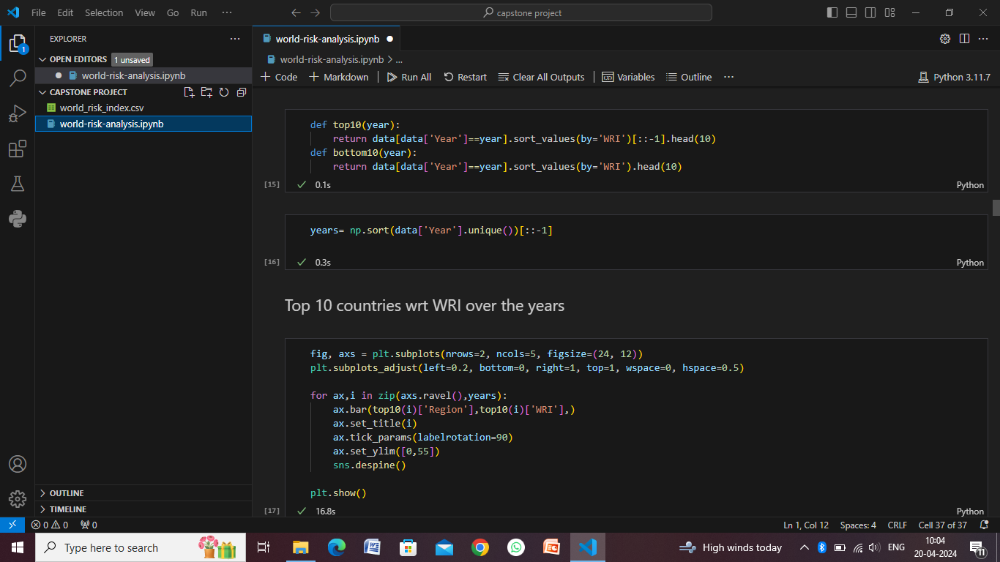 File Edit Selection View Go Run ··· capstone project
EXPLORER ···
OPEN EDITORS 1 unsaved
world-risk-analysis.ipynb
CAPSTONE PROJECT
world_risk_index.csv
world-risk-analysis.ipynb
OUTLINE
TIMELINE
1
world-risk-analysis.ipynb
world-risk-analysis.ipynb > ...
+ Code + Markdown Run All Restart Clear All Outputs Variables Outline ··· Python 3.11.7
def top10(year):
    return data[data['Year']==year].sort_values(by='WRI')[::-1].head(10)
def bottom10(year):
    return data[data['Year']==year].sort_values(by='WRI').head(10)
[15] 0.1s Python
years= np.sort(data['Year'].unique())[::-1]
[16] 0.3s Python
Top 10 countries wrt WRI over the years
fig, axs = plt.subplots(nrows=2, ncols=5, figsize=(24, 12))
plt.subplots_adjust(left=0.2, bottom=0, right=1, top=1, wspace=0, hspace=0.5)
for ax,i in zip(axs.ravel(),years):
    ax.bar(top10(i)['Region'],top10(i)['WRI'],)
    ax.set_title(i)
    ax.tick_params(labelrotation=90)
    ax.set_ylim([0,55])
    sns.despine()
plt.show()
[17] 16.8s Python
0 0 0 Ln 1, Col 12 Spaces: 4 CRLF Cell 37 of 37
Type here to search High winds today ENG 10:04
20-04-2024 11